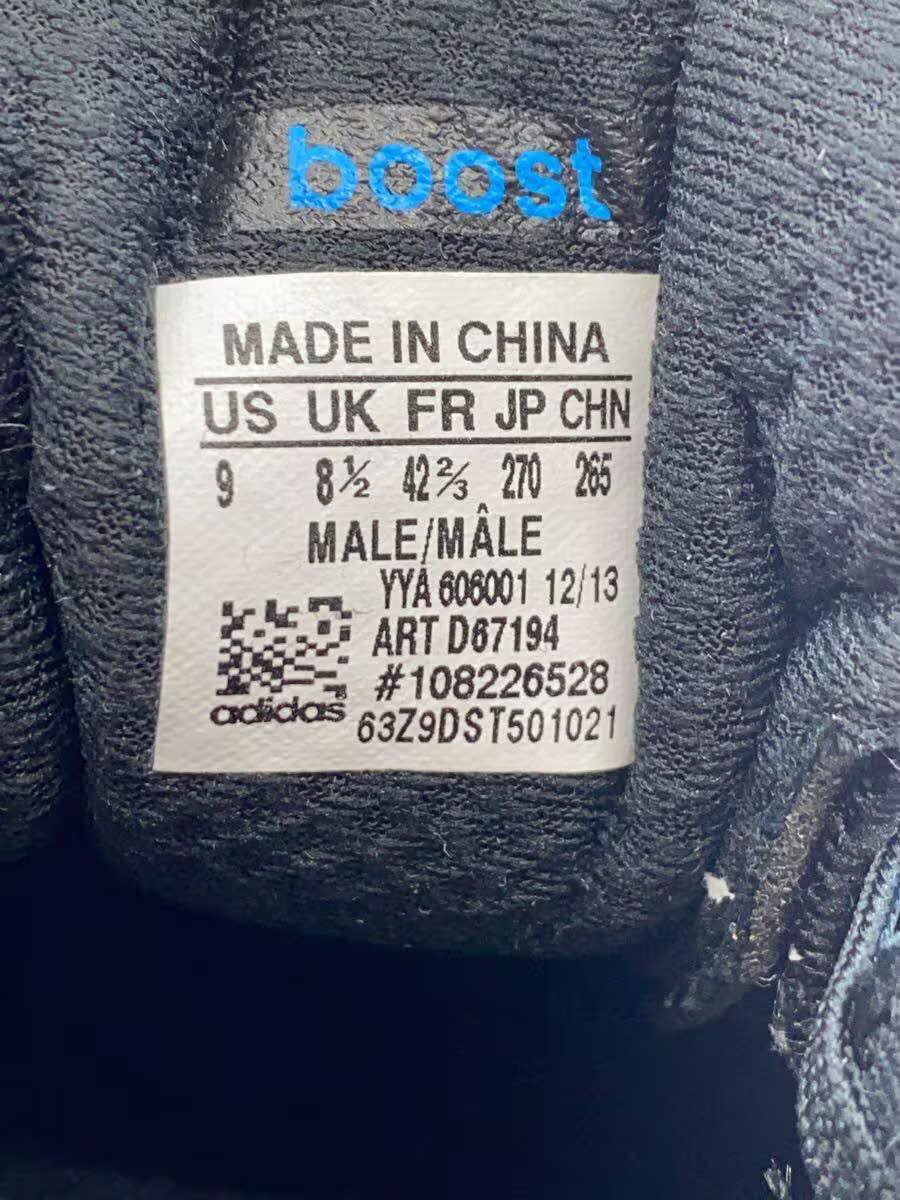 boost
MADE IN CHINA
US UK FR JP CHN
9 8½ 42⅔ 270 265
MALE/MÂLE
YYA 606001 12/13
ART D67194
#108226528
adidas
63Z9DST501021